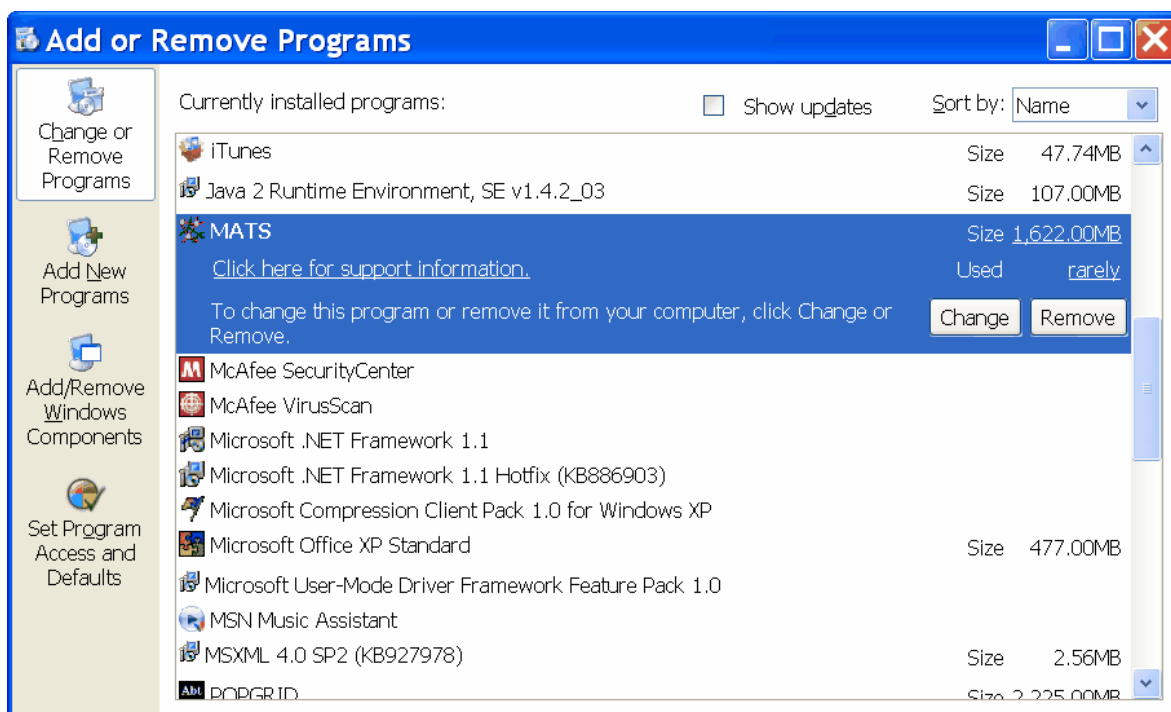 Add or Remove Programs
Change or
Remove
Programs
Add New
Programs
Add/Remove
Windows
Components
Set Program
Access and
Defaults
Currently installed programs:
Show updates
Sort by: Name
iTunes Size 47.74MB
Java 2 Runtime Environment, SE v1.4.2_03 Size 107.00MB
MATS Size 1,622.00MB
Click here for support information. Used rarely
To change this program or remove it from your computer, click Change or
Remove.
Change Remove
McAfee SecurityCenter
McAfee VirusScan
Microsoft .NET Framework 1.1
Microsoft .NET Framework 1.1 Hotfix (KB886903)
Microsoft Compression Client Pack 1.0 for Windows XP
Microsoft Office XP Standard Size 477.00MB
Microsoft User-Mode Driver Framework Feature Pack 1.0
MSN Music Assistant
MSXML 4.0 SP2 (KB927978) Size 2.56MB
Abt POPGRID Size 2,225.00MB